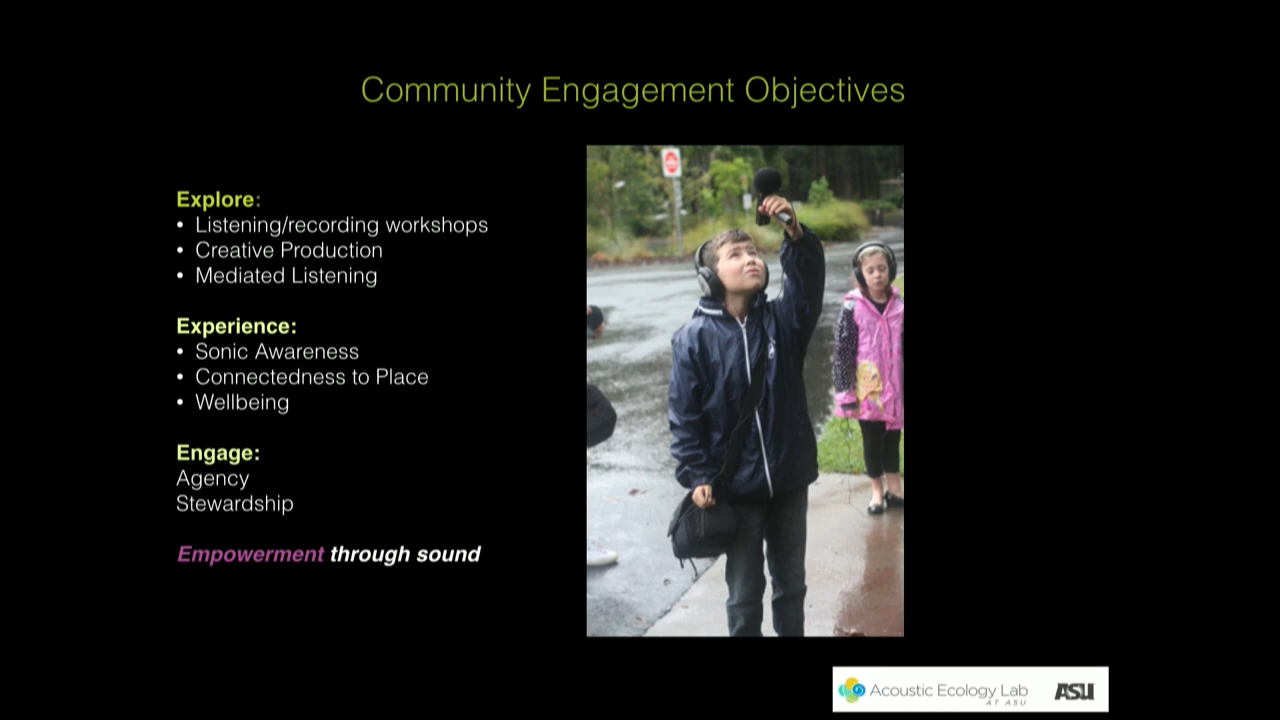 Community Engagement Objectives
Explore:
• Listening/recording workshops
• Creative Production
• Mediated Listening
Experience:
• Sonic Awareness
• Connectedness to Place
• Wellbeing
Engage:
Agency
Stewardship
Empowerment through sound
Acoustic Ecology Lab
AT ASU
ASU